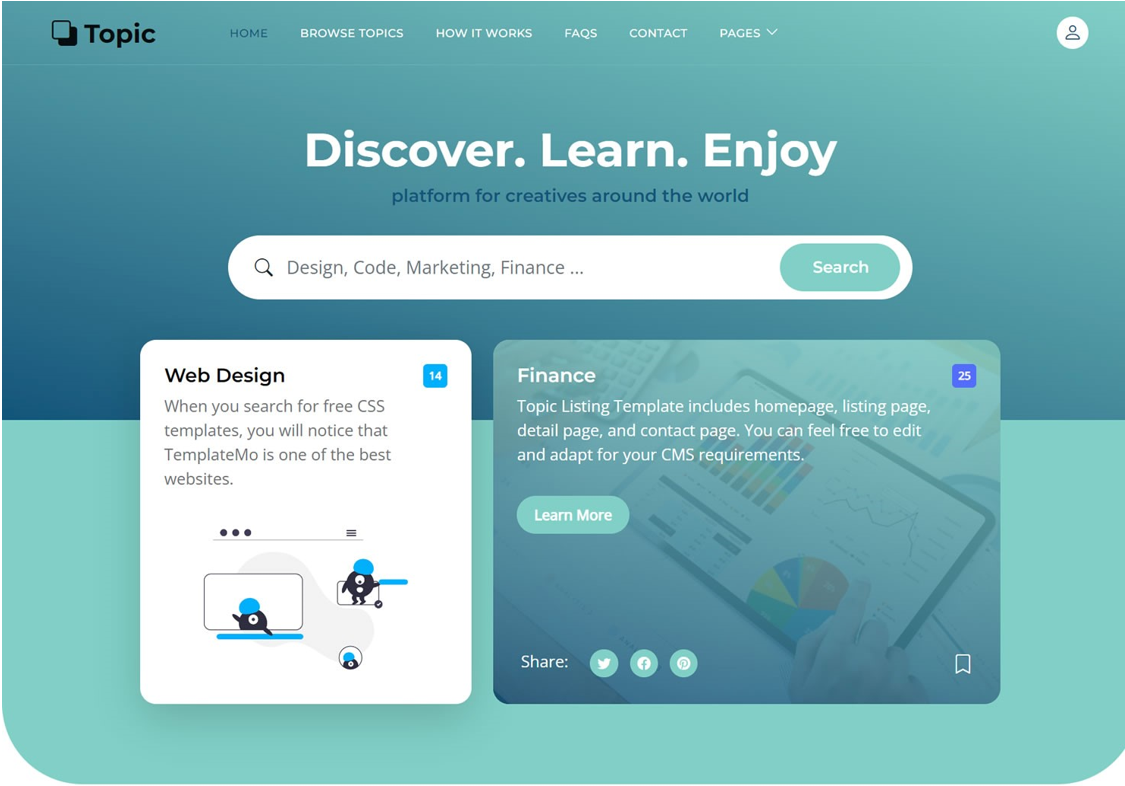 Topic
HOME
BROWSE TOPICS
HOW IT WORKS
FAQS
CONTACT
PAGES
Discover. Learn. Enjoy
platform for creatives around the world
Design, Code, Marketing, Finance ...
Search
Web Design
14
When you search for free CSS
templates, you will notice that
TemplateMo is one of the best
websites.
Finance
25
Topic Listing Template includes homepage, listing page,
detail page, and contact page. You can feel free to edit
and adapt for your CMS requirements.
Learn More
Share: